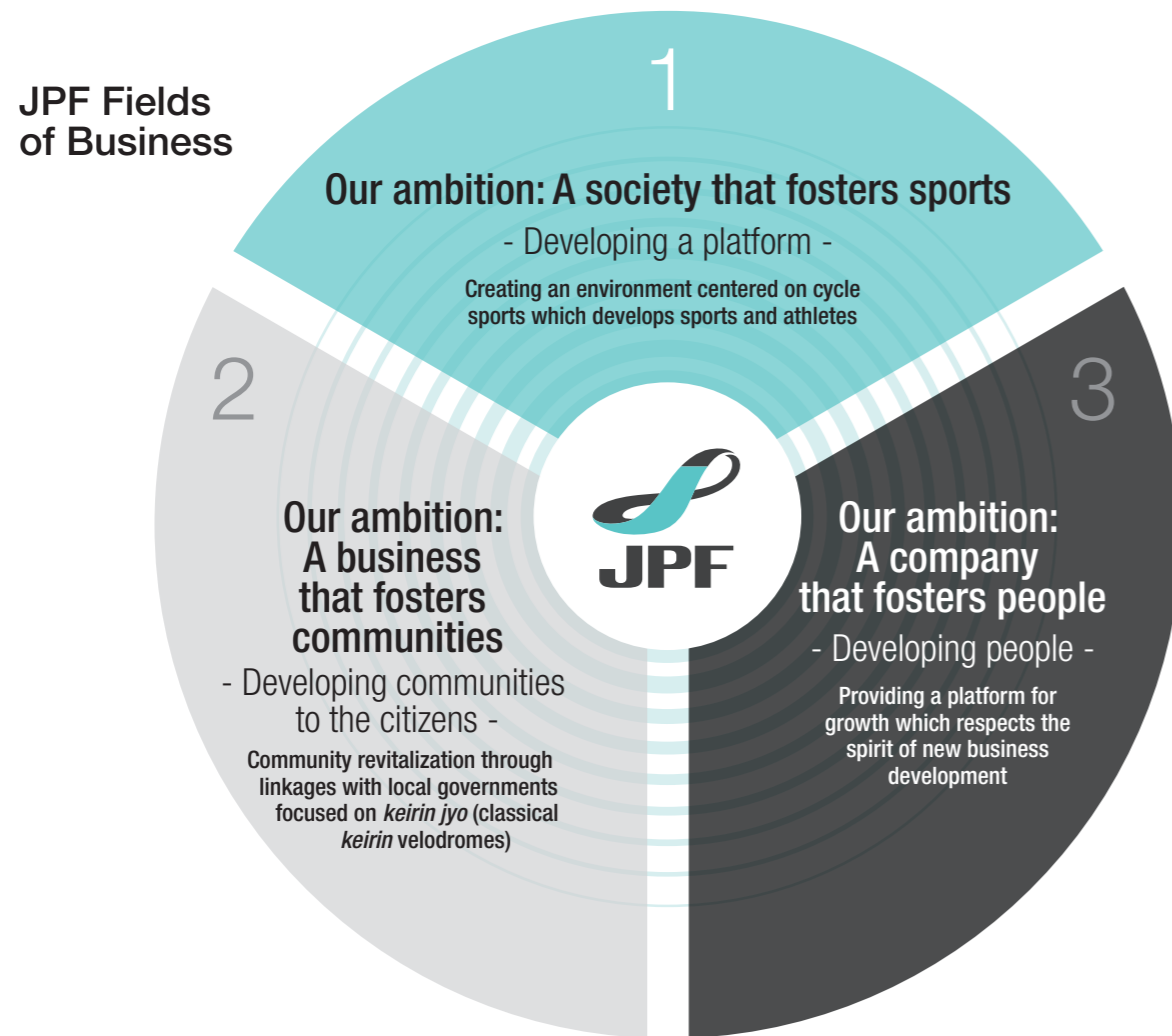 JPF Fields
of Business
1
Our ambition: A society that fosters sports
- Developing a platform -
Creating an environment centered on cycle
sports which develops sports and athletes
2
Our ambition:
A business
that fosters
communities
- Developing communities
to the citizens -
Community revitalization through
linkages with local governments
focused on keirin jyo (classical
keirin velodromes)
JPF
3
Our ambition:
A company
that fosters people
- Developing people -
Providing a platform for
growth which respects the
spirit of new business
development